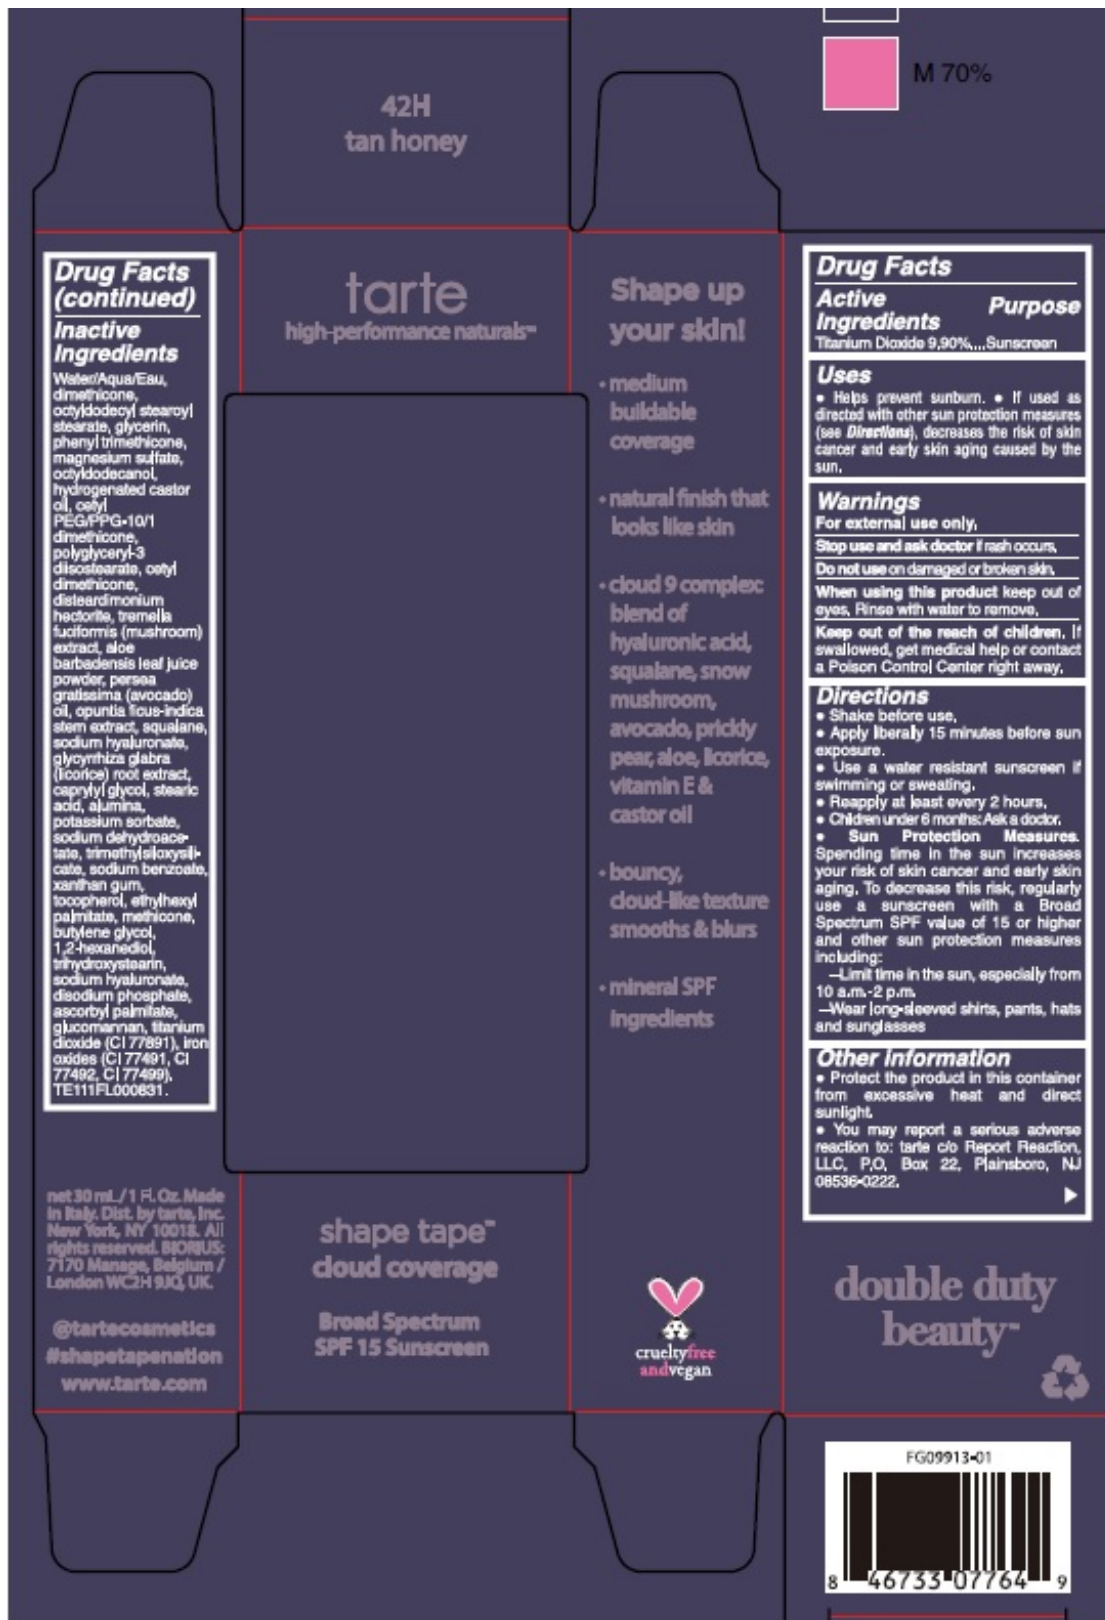 M 70%
42H
tan honey
Drug Facts
(continued)
Inactive
Ingredients
Water/Aqua/Eau,
dimethicone,
octyldodecyl stearoyl
stearate, glycerin,
phenyl trimethicone,
magnesium sulfate,
octyldodecanol,
hydrogenated castor
oil, cetyl
PEG/PPG-10/1
dimethicone,
polyglyceryl-3
diisostearate, cetyl
dimethicone,
disteardimonium
hectorite, tremella
fuciformis (mushroom)
extract, aloe
barbadensis leaf juice
powder, persea
gratissima (avocado)
oil, opuntia ficus-indica
stem extract, squalane,
sodium hyaluronate,
glycyrrhiza glabra
(licorice) root extract,
caprylyl glycol, stearic
acid, alumina,
potassium sorbate,
sodium dehydroace-
tate, trimethylsiloxysili-
cate, sodium benzoate,
xanthan gum,
tocopherol, ethylhexyl
palmitate, methicone,
butylene glycol,
1,2-hexanediol,
trihydroxystearin,
sodium hyaluronate,
disodium phosphate,
ascorbyl palmitate,
glucomannan, titanium
dioxide (CI 77891), iron
oxides (CI 77491, CI
77492, CI 77499).
TE111FL000631.
net 30 mL / 1 Fl. Oz. Made
in Italy. Dist. by tarte, Inc.
New York, NY 10018. All
rights reserved. BIORIUS:
7170 Manage, Belgium /
London WC2H 9JQ, UK.
@tartecosmetics
#shapetapenation
www.tarte.com
tarte
high-performance naturals™
shape tape™
cloud coverage
Broad Spectrum
SPF 15 Sunscreen
Shape up
your skin!
• medium
buildable
coverage
• natural finish that
looks like skin
• cloud 9 complex:
blend of
hyaluronic acid,
squalane, snow
mushroom,
avocado, prickly
pear, aloe, licorice,
vitamin E &
castor oil
• bouncy,
cloud-like texture
smooths & blurs
• mineral SPF
ingredients
crueltyfree
andvegan
Drug Facts
Active
Ingredients Purpose
Titanium Dioxide 9.90%....Sunscreen
Uses
• Helps prevent sunburn. • If used as
directed with other sun protection measures
(see Directions), decreases the risk of skin
cancer and early skin aging caused by the
sun.
Warnings
For external use only.
Stop use and ask doctor if rash occurs.
Do not use on damaged or broken skin.
When using this product keep out of
eyes. Rinse with water to remove.
Keep out of the reach of children. If
swallowed, get medical help or contact
a Poison Control Center right away.
Directions
• Shake before use.
• Apply liberally 15 minutes before sun
exposure.
• Use a water resistant sunscreen if
swimming or sweating.
• Reapply at least every 2 hours.
• Children under 6 months: Ask a doctor.
• Sun Protection Measures.
Spending time in the sun increases
your risk of skin cancer and early skin
aging. To decrease this risk, regularly
use a sunscreen with a Broad
Spectrum SPF value of 15 or higher
and other sun protection measures
including:
—Limit time in the sun, especially from
10 a.m.-2 p.m.
—Wear long-sleeved shirts, pants, hats
and sunglasses
Other information
• Protect the product in this container
from excessive heat and direct
sunlight.
• You may report a serious adverse
reaction to: tarte c/o Report Reaction,
LLC, P.O. Box 22, Plainsboro, NJ
08536-0222.
double duty
beauty™
FG09913-01
8 46733 07764 9